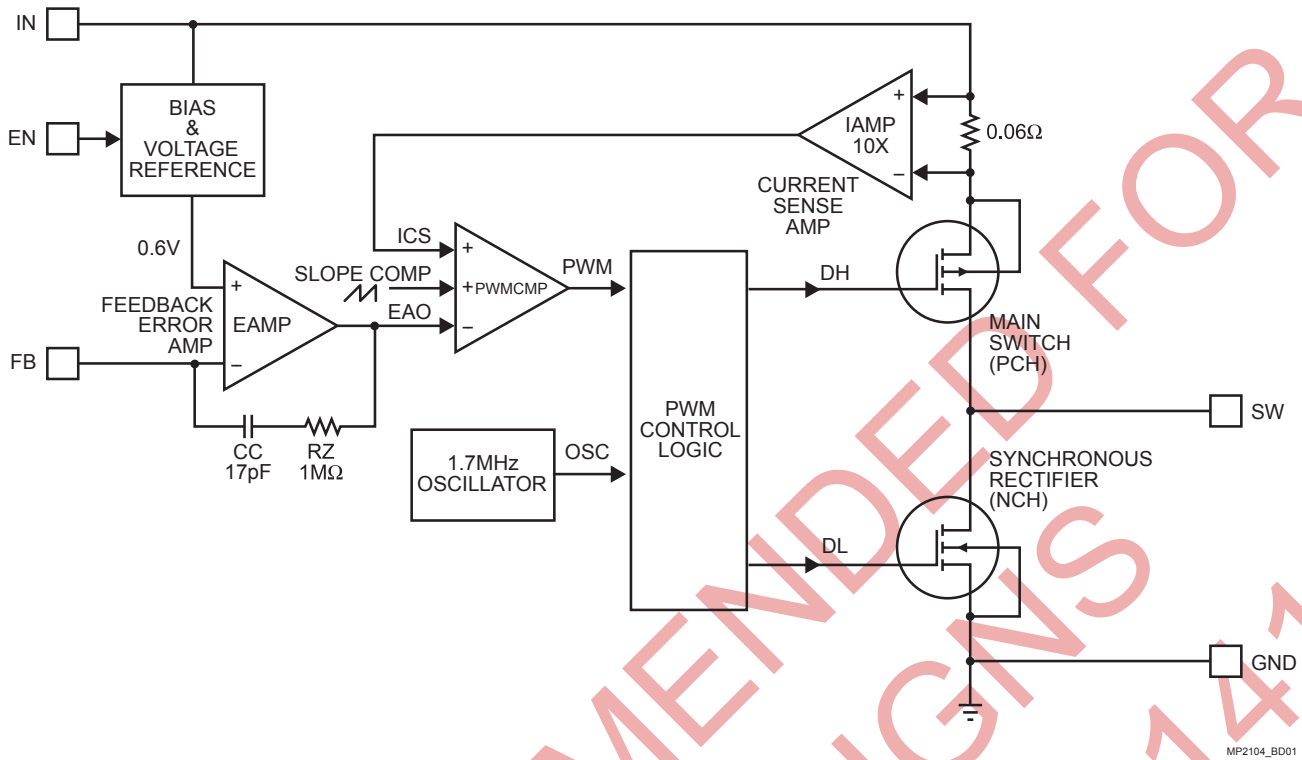 IN
EN
BIAS
&
VOLTAGE
REFERENCE
IAMP
10X
+
–
0.06Ω
CURRENT
SENSE
AMP
0.6V
ICS
SLOPE COMP
EAO
+
+
–
PWMCMP
PWM
DH
MAIN
SWITCH
(PCH)
FEEDBACK
ERROR
AMP
+
–
EAMP
FB
CC
17pF
RZ
1MΩ
1.7MHz
OSCILLATOR
OSC
PWM
CONTROL
LOGIC
SW
SYNCHRONOUS
RECTIFIER
(NCH)
DL
GND
MP2104_BD01
MENDED FOR